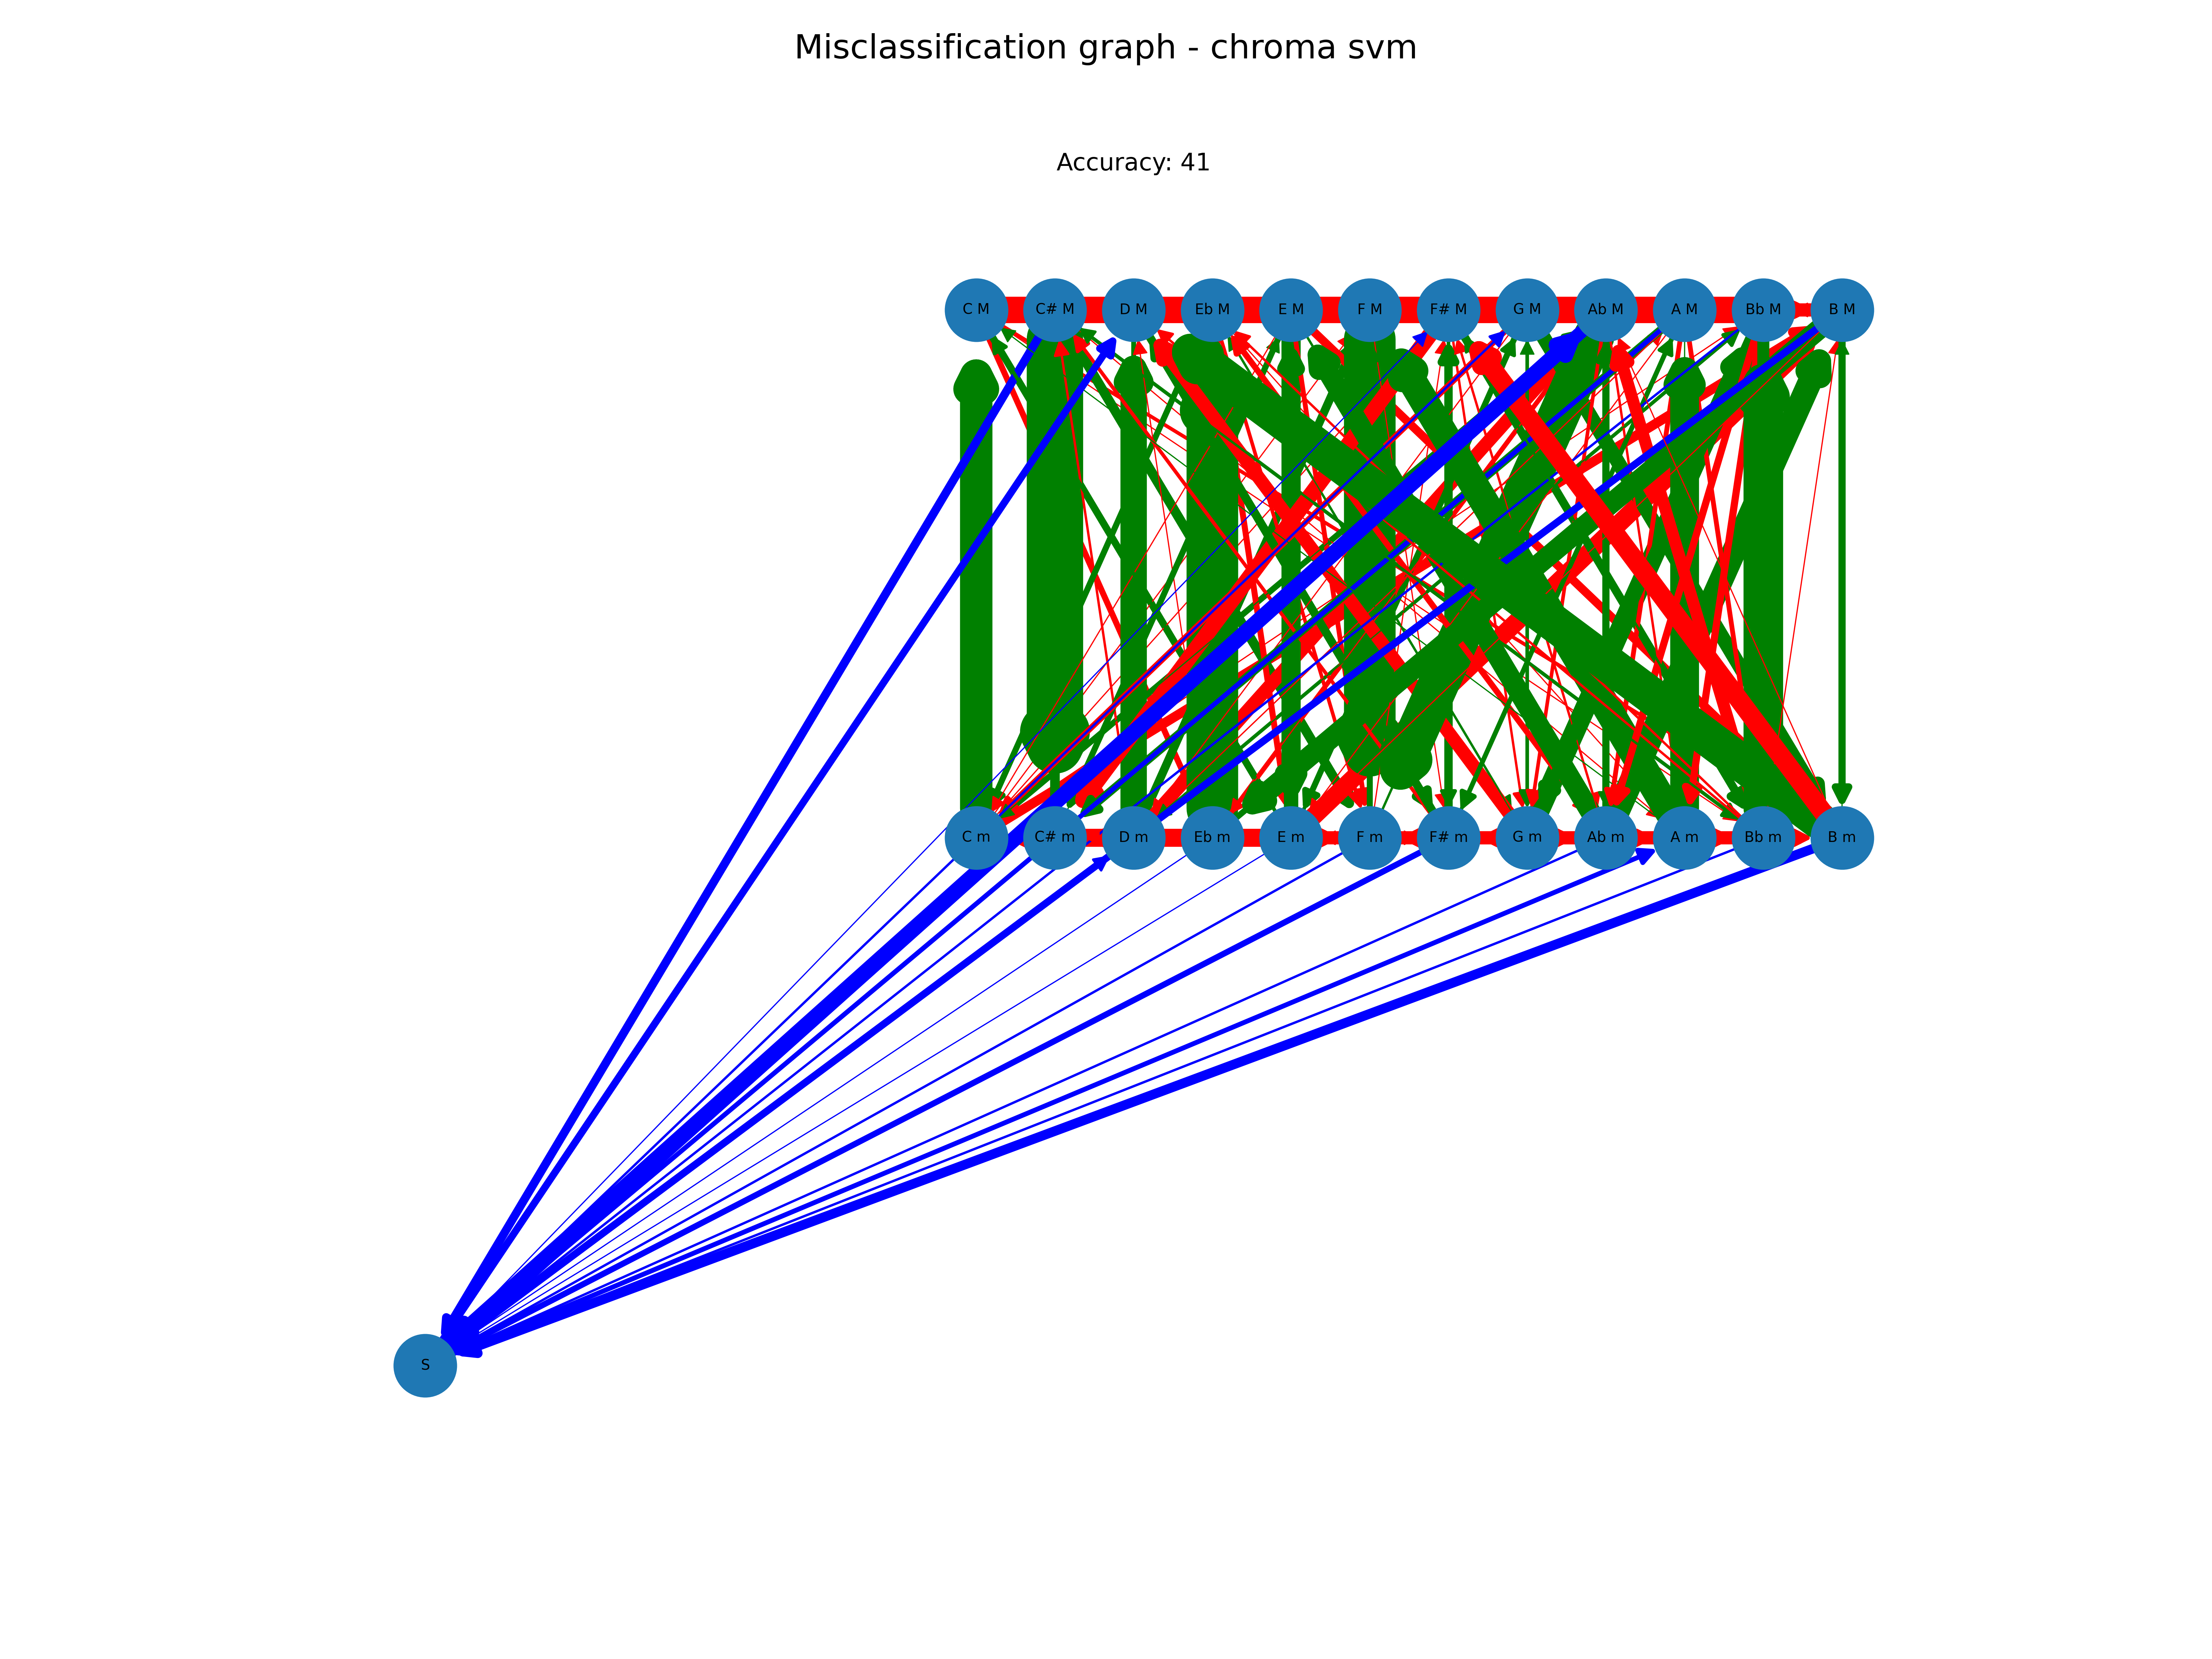 Misclassification graph - chroma svm
Accuracy: 41
C M C# M D M Eb M E M F M F# M G M Ab M A M Bb M B M
C m C# m D m Eb m E m F m F# m G m Ab m A m Bb m B m
S